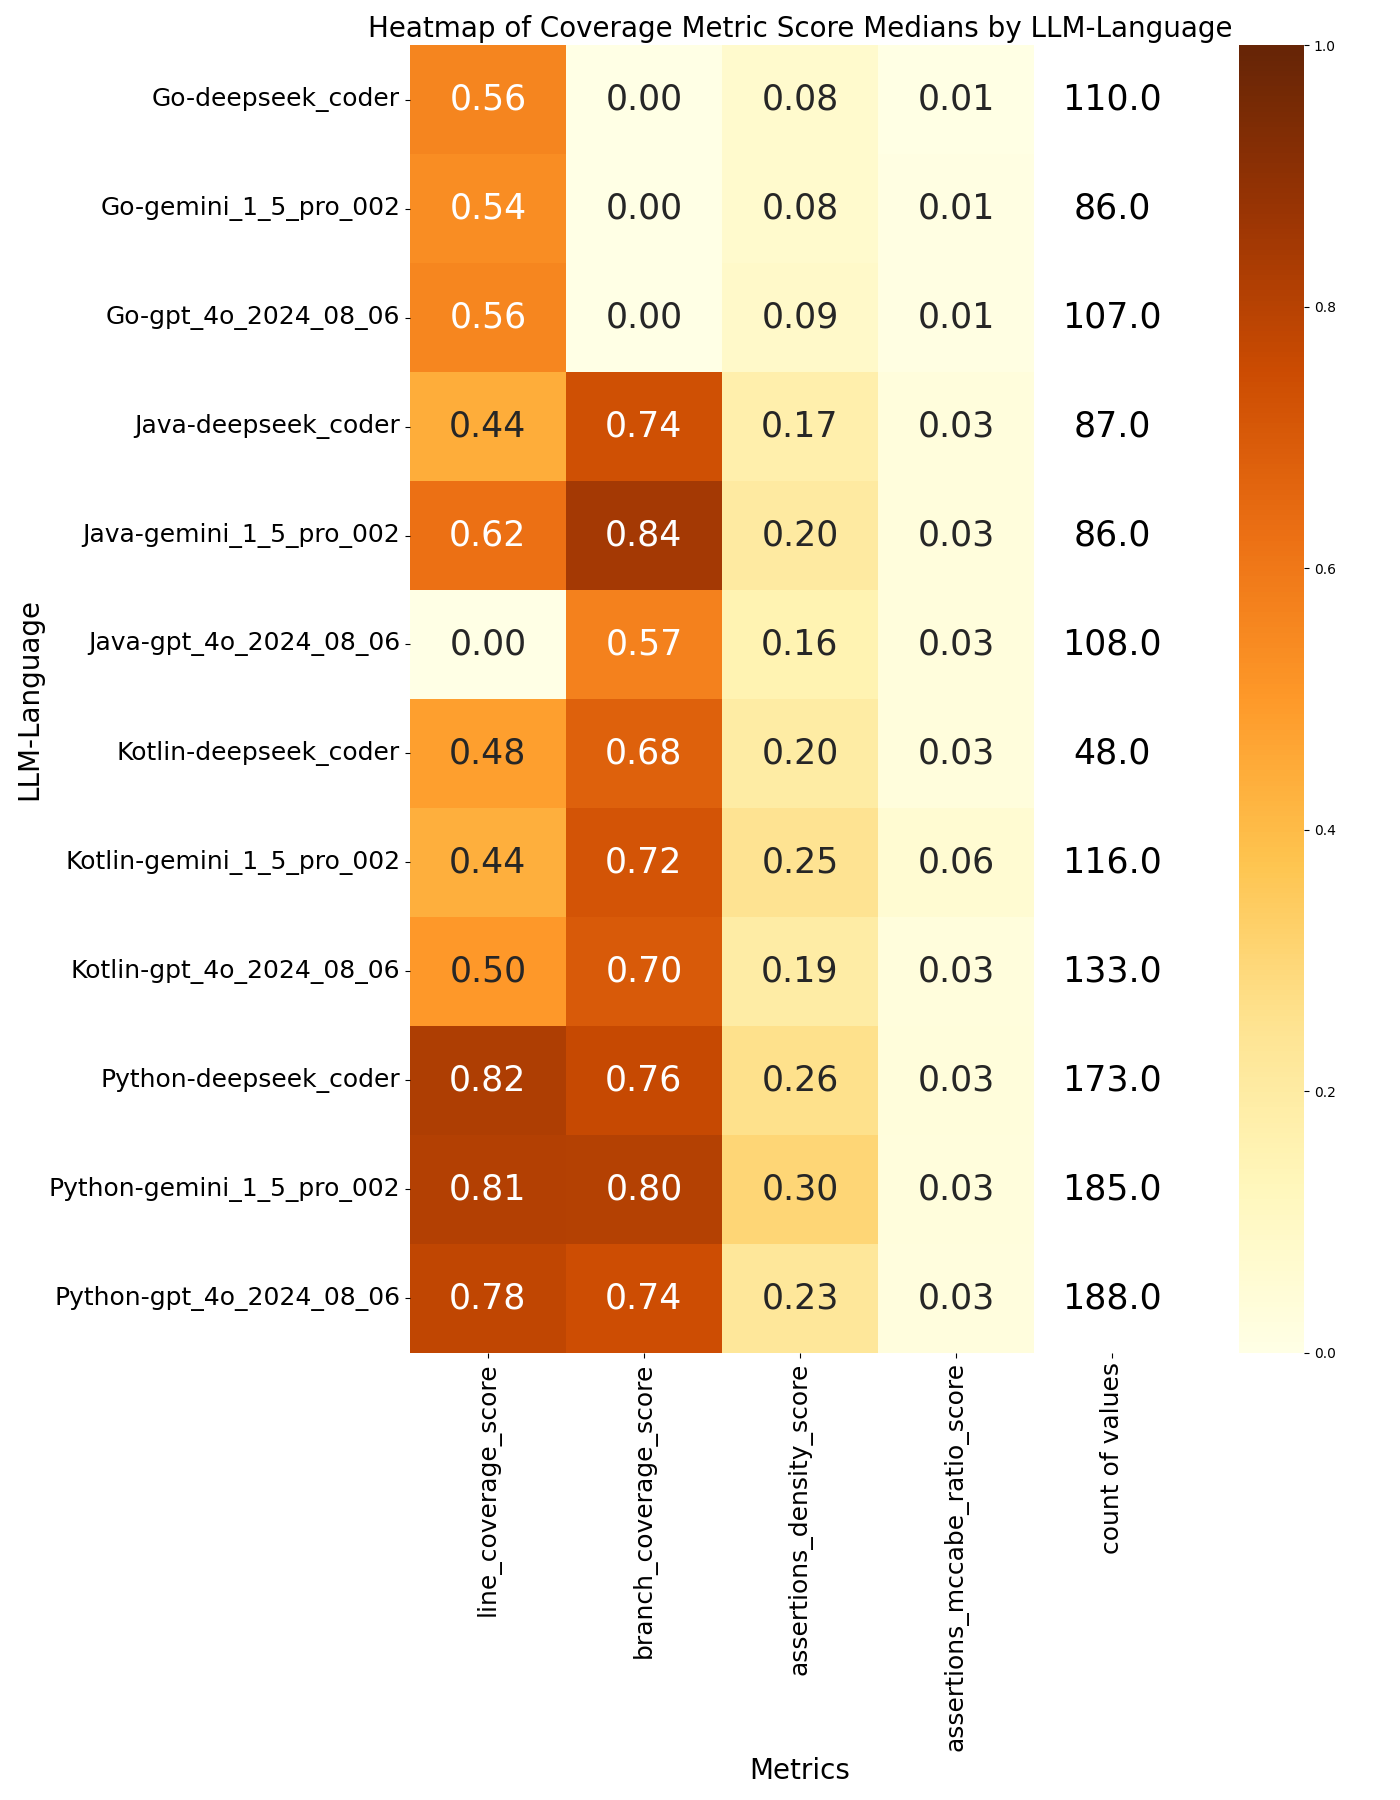 Heatmap of Coverage Metric Score Medians by LLM-Language
LLM-Language
Go-deepseek_coder 0.56 0.00 0.08 0.01 110.0
Go-gemini_1_5_pro_002 0.54 0.00 0.08 0.01 86.0
Go-gpt_4o_2024_08_06 0.56 0.00 0.09 0.01 107.0
Java-deepseek_coder 0.44 0.74 0.17 0.03 87.0
Java-gemini_1_5_pro_002 0.62 0.84 0.20 0.03 86.0
Java-gpt_4o_2024_08_06 0.00 0.57 0.16 0.03 108.0
Kotlin-deepseek_coder 0.48 0.68 0.20 0.03 48.0
Kotlin-gemini_1_5_pro_002 0.44 0.72 0.25 0.06 116.0
Kotlin-gpt_4o_2024_08_06 0.50 0.70 0.19 0.03 133.0
Python-deepseek_coder 0.82 0.76 0.26 0.03 173.0
Python-gemini_1_5_pro_002 0.81 0.80 0.30 0.03 185.0
Python-gpt_4o_2024_08_06 0.78 0.74 0.23 0.03 188.0
line_coverage_score
branch_coverage_score
assertions_density_score
assertions_mccabe_ratio_score
count of values
Metrics
1.0
0.8
0.6
0.4
0.2
0.0